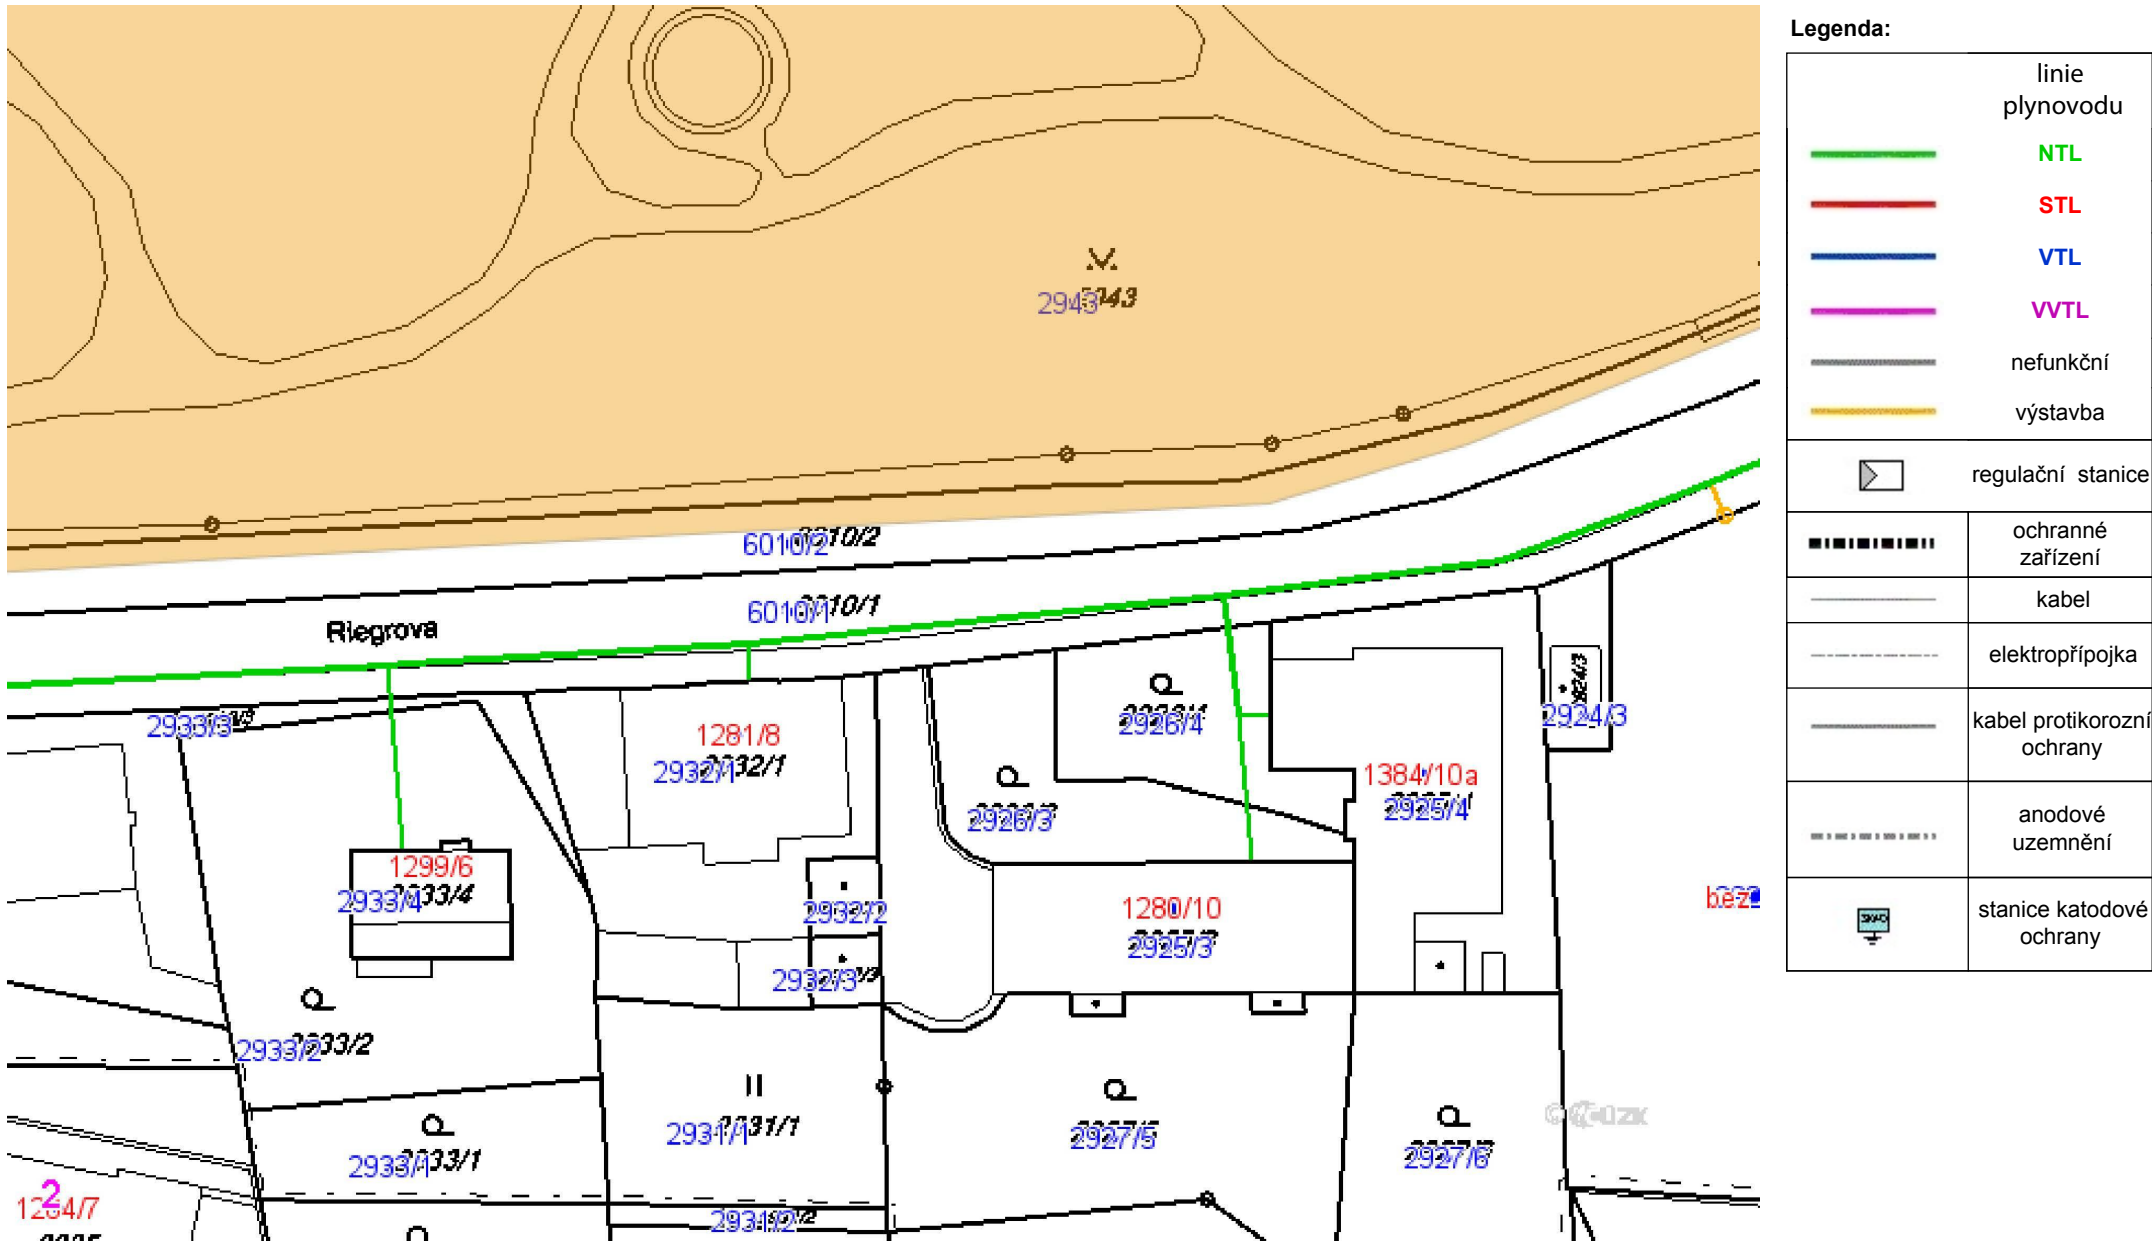 Legenda:
linie
plynovodu
NTL
STL
VTL
VVTL
nefunkční
výstavba
regulační stanice
ochranné
zařízení
kabel
elektropřípojka
kabel protikorozní
ochrany
anodové
uzemnění
stanice katodové
ochrany
2943
6010/2
6010/1
Riegrova
2933/3
1281/8
2932/1
2926/4
2924/3
2926/3
1384/10a
2925/4
1299/6
2933/4
2932/2
1280/10
2925/3
bez
2932/3
2933/2
2931/1
2927/5
2927/6
2933/1
2
2931/2